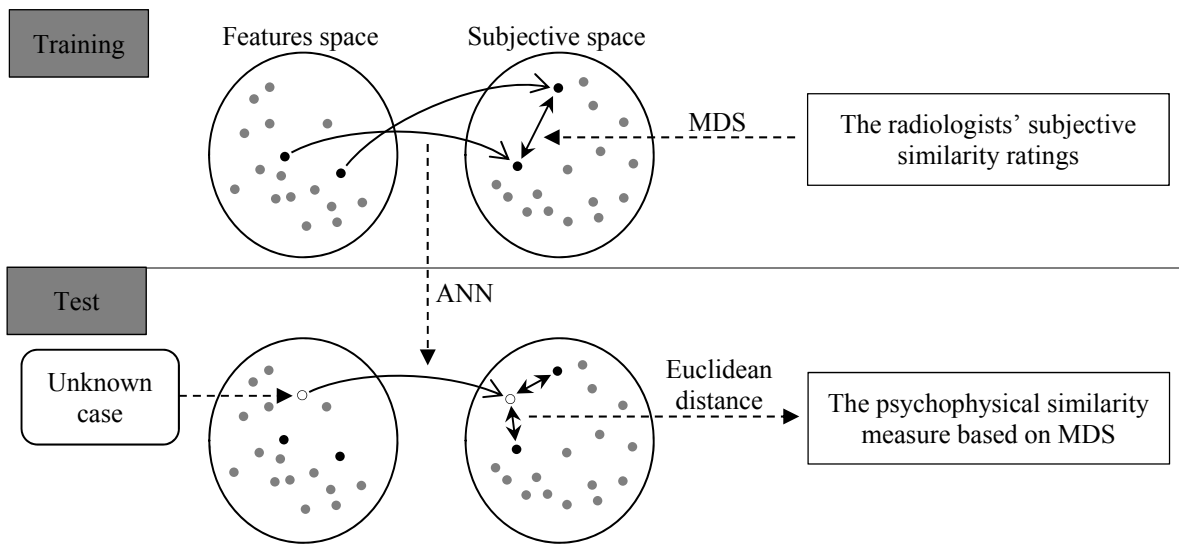 Training
Features space
Subjective space
MDS
The radiologists’ subjective
similarity ratings
Test
ANN
Unknown
case
Euclidean
distance
The psychophysical similarity
measure based on MDS